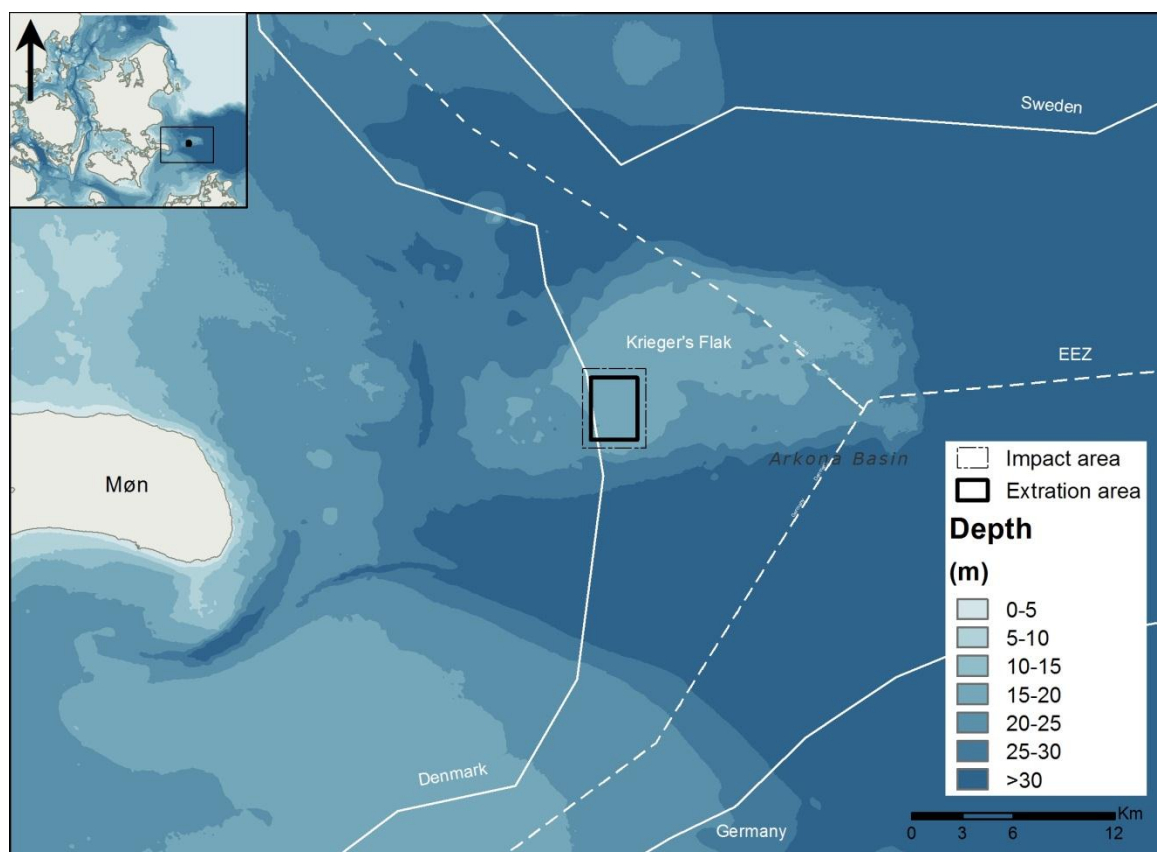 Sweden
Krieger's Flak
EEZ
Arkona Basin
Møn
Denmark
Germany
Impact area
Extration area
Depth
(m)
0-5
5-10
10-15
15-20
20-25
25-30
>30
Km
0 3 6 12